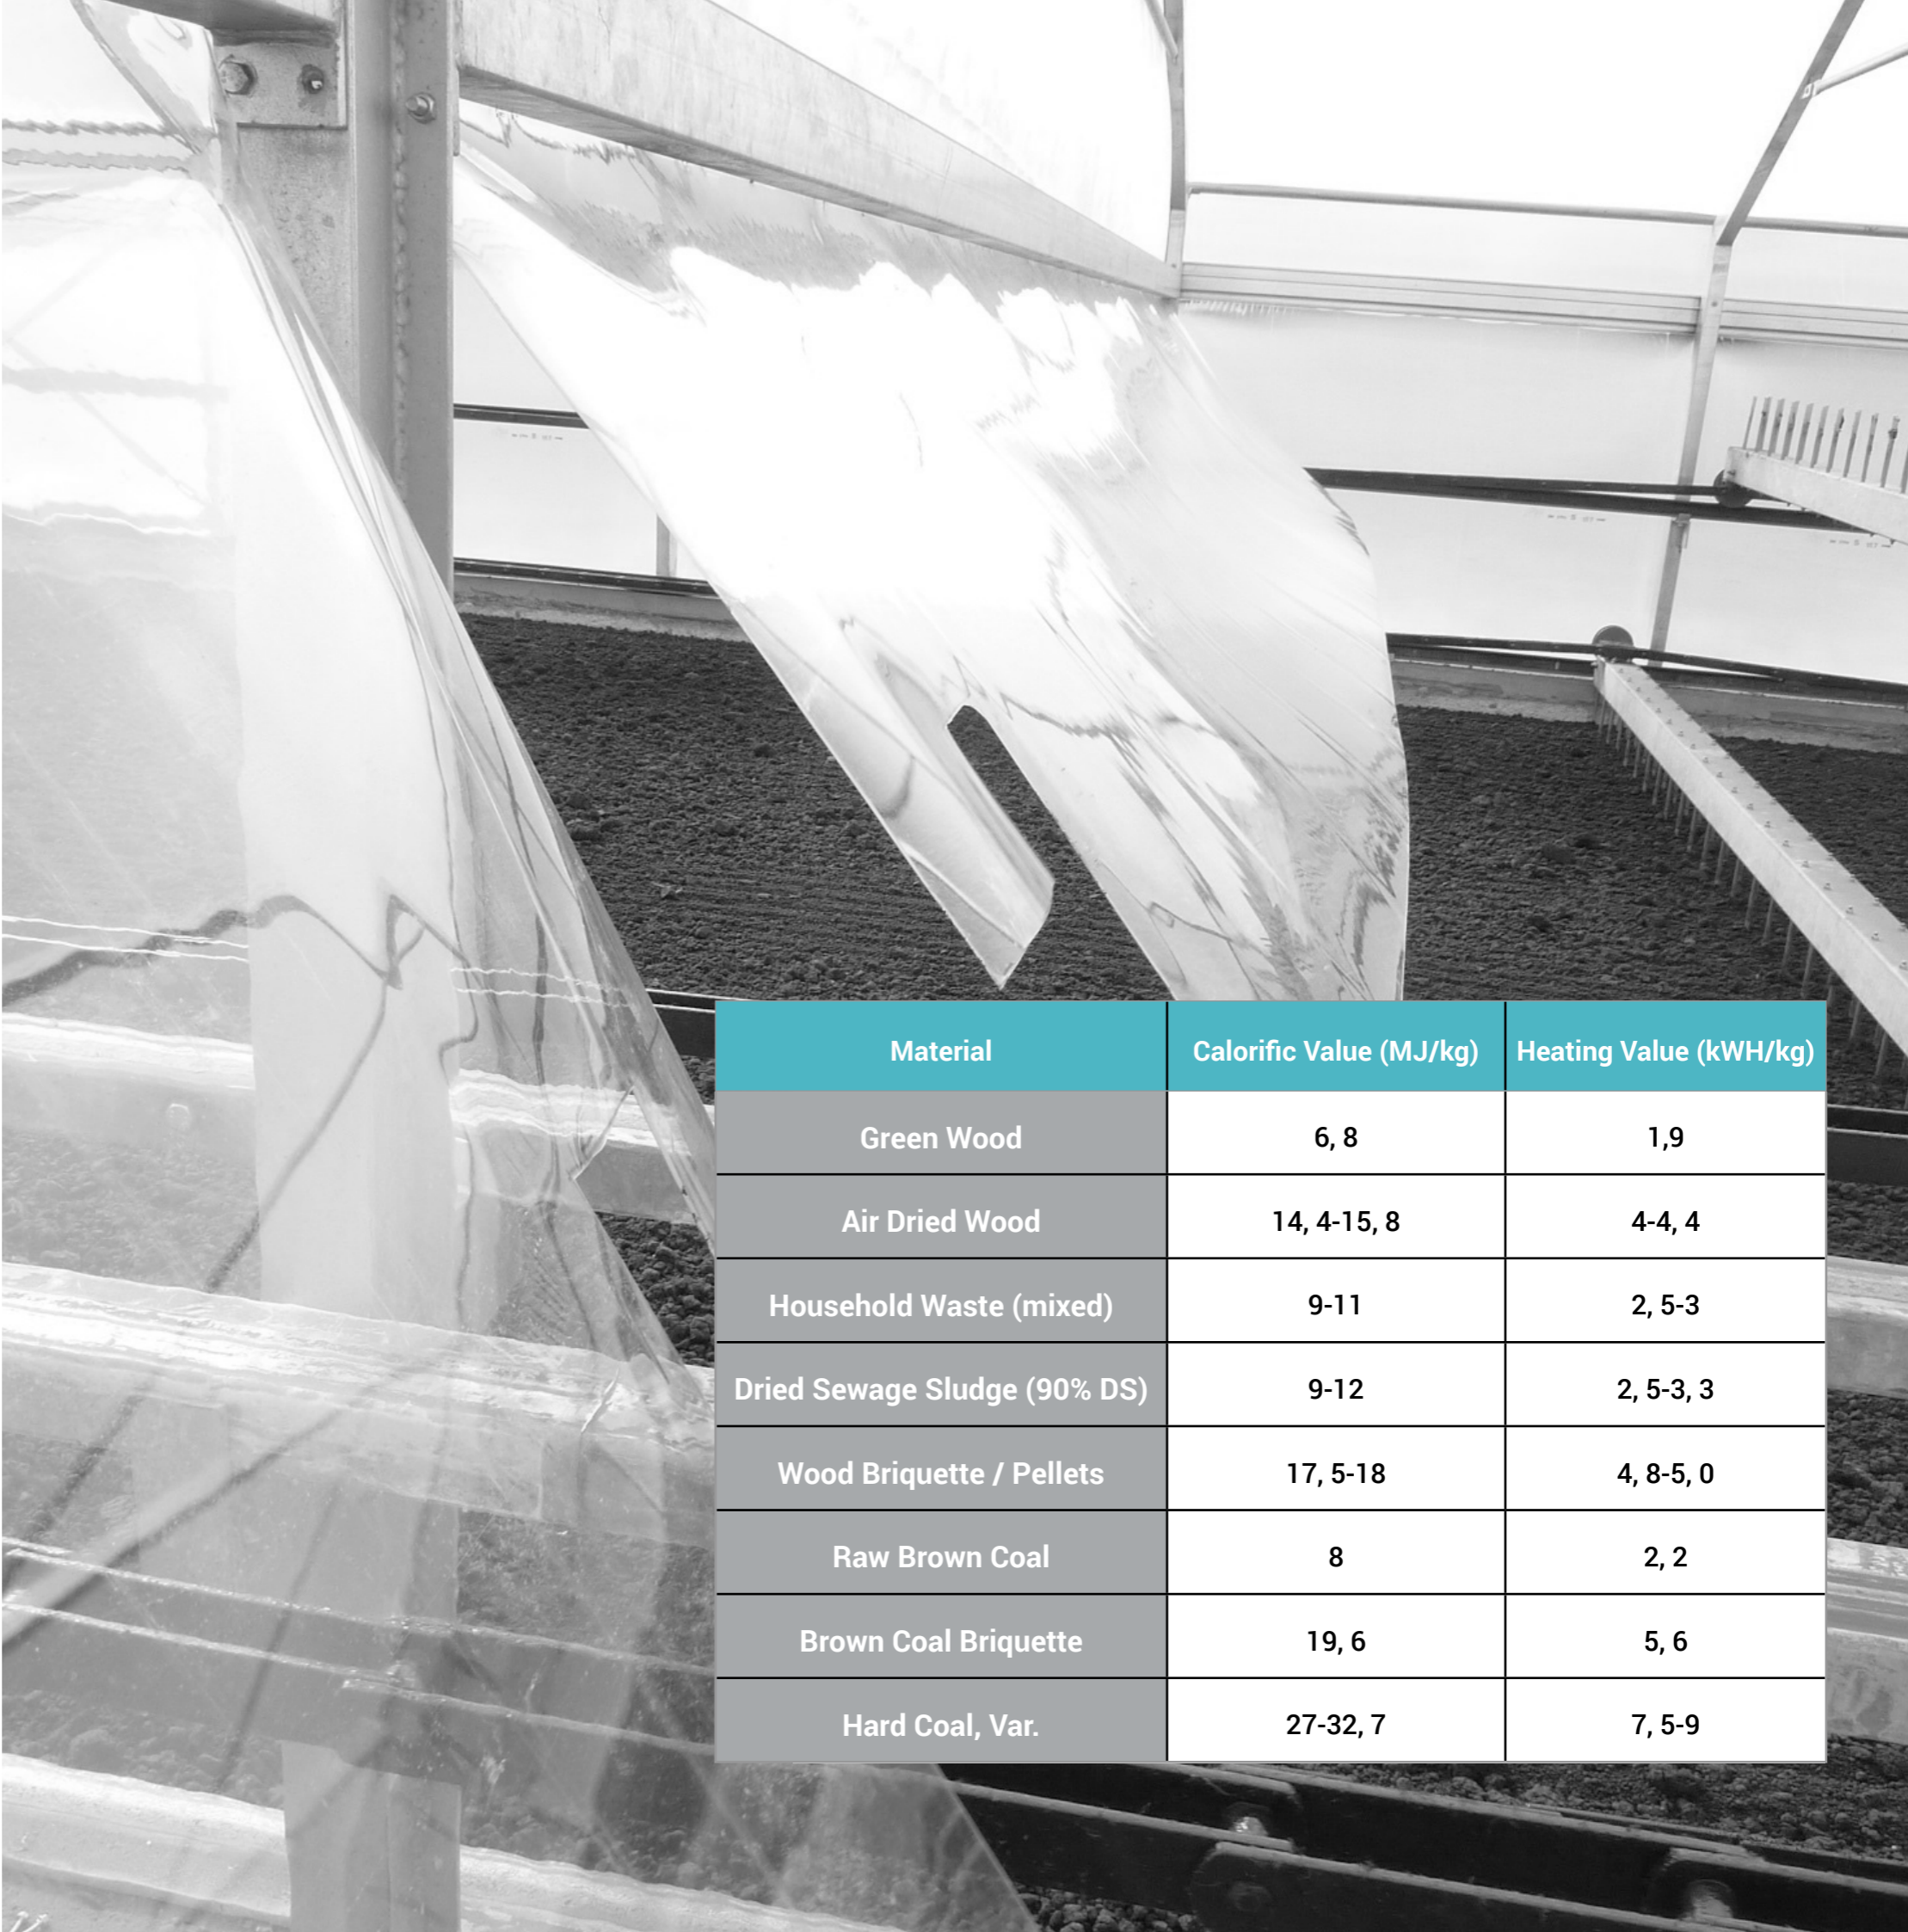 Material Calorific Value (MJ/kg) Heating Value (kWH/kg)
Green Wood 6, 8 1,9
Air Dried Wood 14, 4-15, 8 4-4, 4
Household Waste (mixed) 9-11 2, 5-3
Dried Sewage Sludge (90% DS) 9-12 2, 5-3, 3
Wood Briquette / Pellets 17, 5-18 4, 8-5, 0
Raw Brown Coal 8 2, 2
Brown Coal Briquette 19, 6 5, 6
Hard Coal, Var. 27-32, 7 7, 5-9